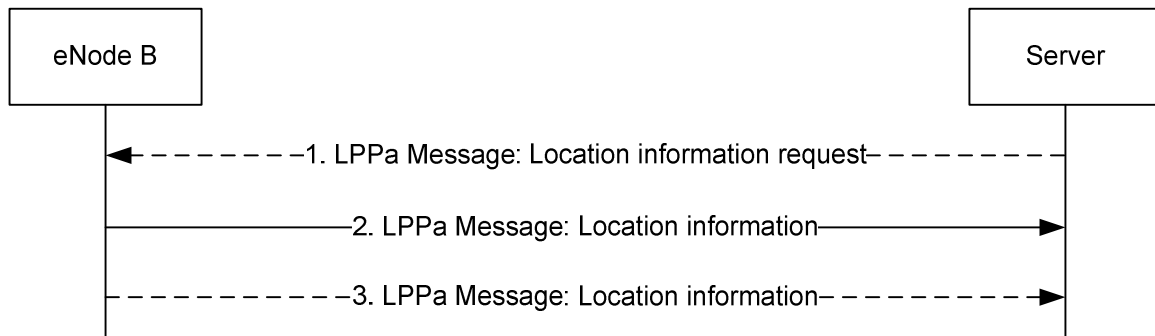 eNode B
Server
1. LPPa Message: Location information request
2. LPPa Message: Location information
3. LPPa Message: Location information